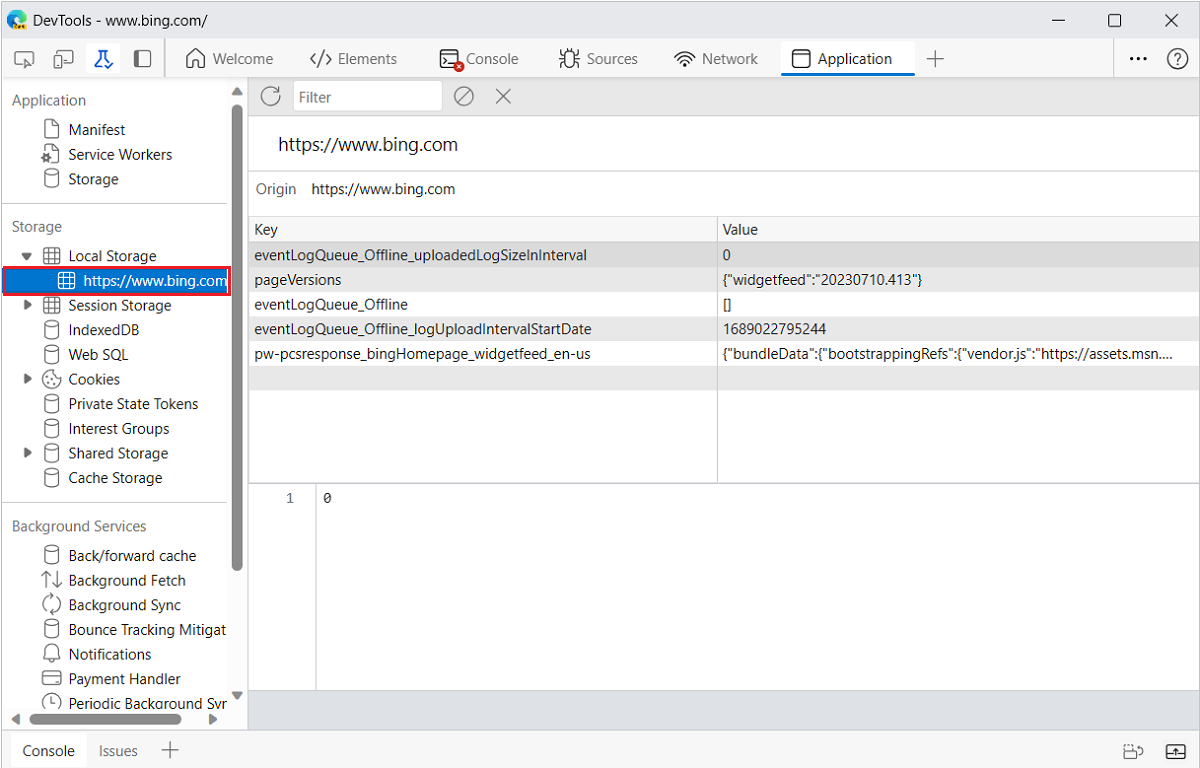 DevTools - www.bing.com/
Welcome
Elements
Console
Sources
Network
Application
Application
Manifest
Service Workers
Storage
Storage
Local Storage
https://www.bing.com
Session Storage
IndexedDB
Web SQL
Cookies
Private State Tokens
Interest Groups
Shared Storage
Cache Storage
Background Services
Back/forward cache
Background Fetch
Background Sync
Bounce Tracking Mitigat
Notifications
Payment Handler
Periodic Background Syr
Filter
https://www.bing.com
Origin https://www.bing.com
Key Value
eventLogQueue_Offline_uploadedLogSizeInInterval 0
pageVersions {"widgetfeed":"20230710.413"}
eventLogQueue_Offline []
eventLogQueue_Offline_logUploadIntervalStartDate 1689022795244
pw-pcsresponse_bingHomepage_widgetfeed_en-us {"bundleData":{"bootstrappingRefs":{"vendor.js":"https://assets.msn....
1 0
Console Issues